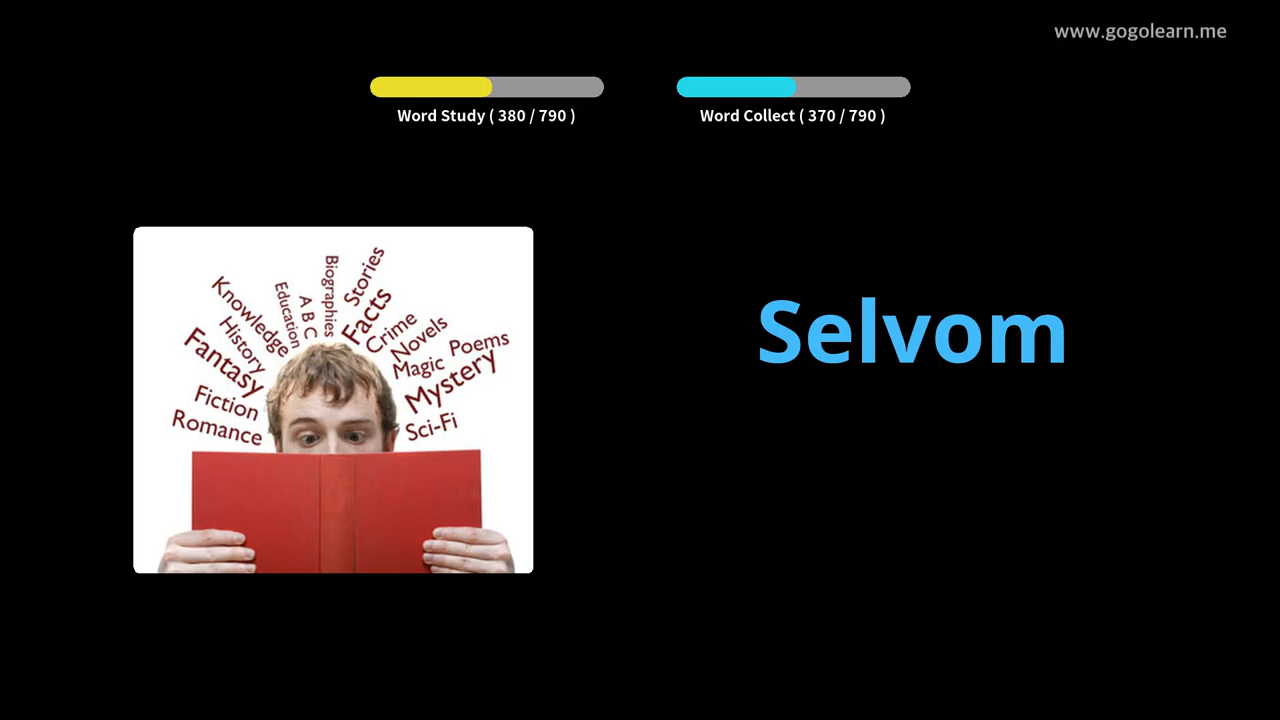 www.gogolearn.me
Word Study ( 380 / 790 )
Word Collect ( 370 / 790 )
Selvom
Biographies
Stories
Education
A B C
Facts
Knowledge
Crime
History
Novels
Poems
Fantasy
Magic
Mystery
Fiction
Romance
Sci-Fi